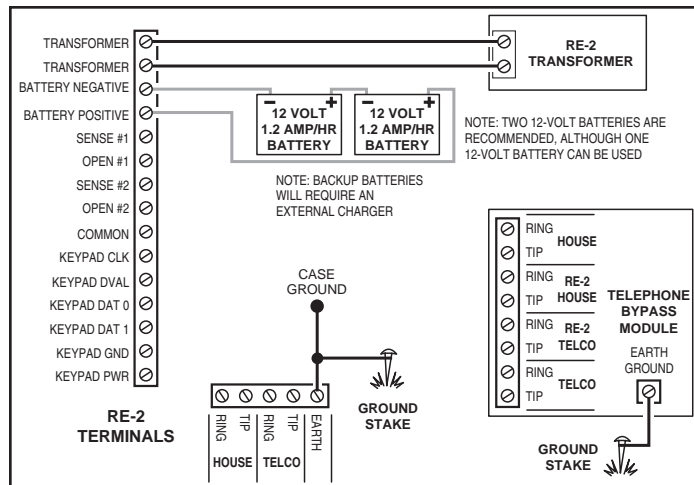 TRANSFORMER
TRANSFORMER
BATTERY NEGATIVE
BATTERY POSITIVE
SENSE #1
OPEN #1
SENSE #2
OPEN #2
COMMON
KEYPAD CLK
KEYPAD DVAL
KEYPAD DAT 0
KEYPAD DAT 1
KEYPAD GND
KEYPAD PWR
RE-2
TERMINALS
RE-2
TRANSFORMER
– +
12 VOLT
1.2 AMP/HR
BATTERY
– +
12 VOLT
1.2 AMP/HR
BATTERY
NOTE: TWO 12-VOLT BATTERIES ARE
RECOMMENDED, ALTHOUGH ONE
12-VOLT BATTERY CAN BE USED
NOTE: BACKUP BATTERIES
WILL REQUIRE AN
EXTERNAL CHARGER
CASE
GROUND
GROUND
STAKE
RING
TIP
RING
TIP
EARTH
HOUSE
TELCO
RING
TIP
HOUSE
RING
TIP
RE-2
HOUSE
RING
TIP
RE-2
TELCO
RING
TIP
TELCO
TELEPHONE
BYPASS
MODULE
EARTH
GROUND
GROUND
STAKE